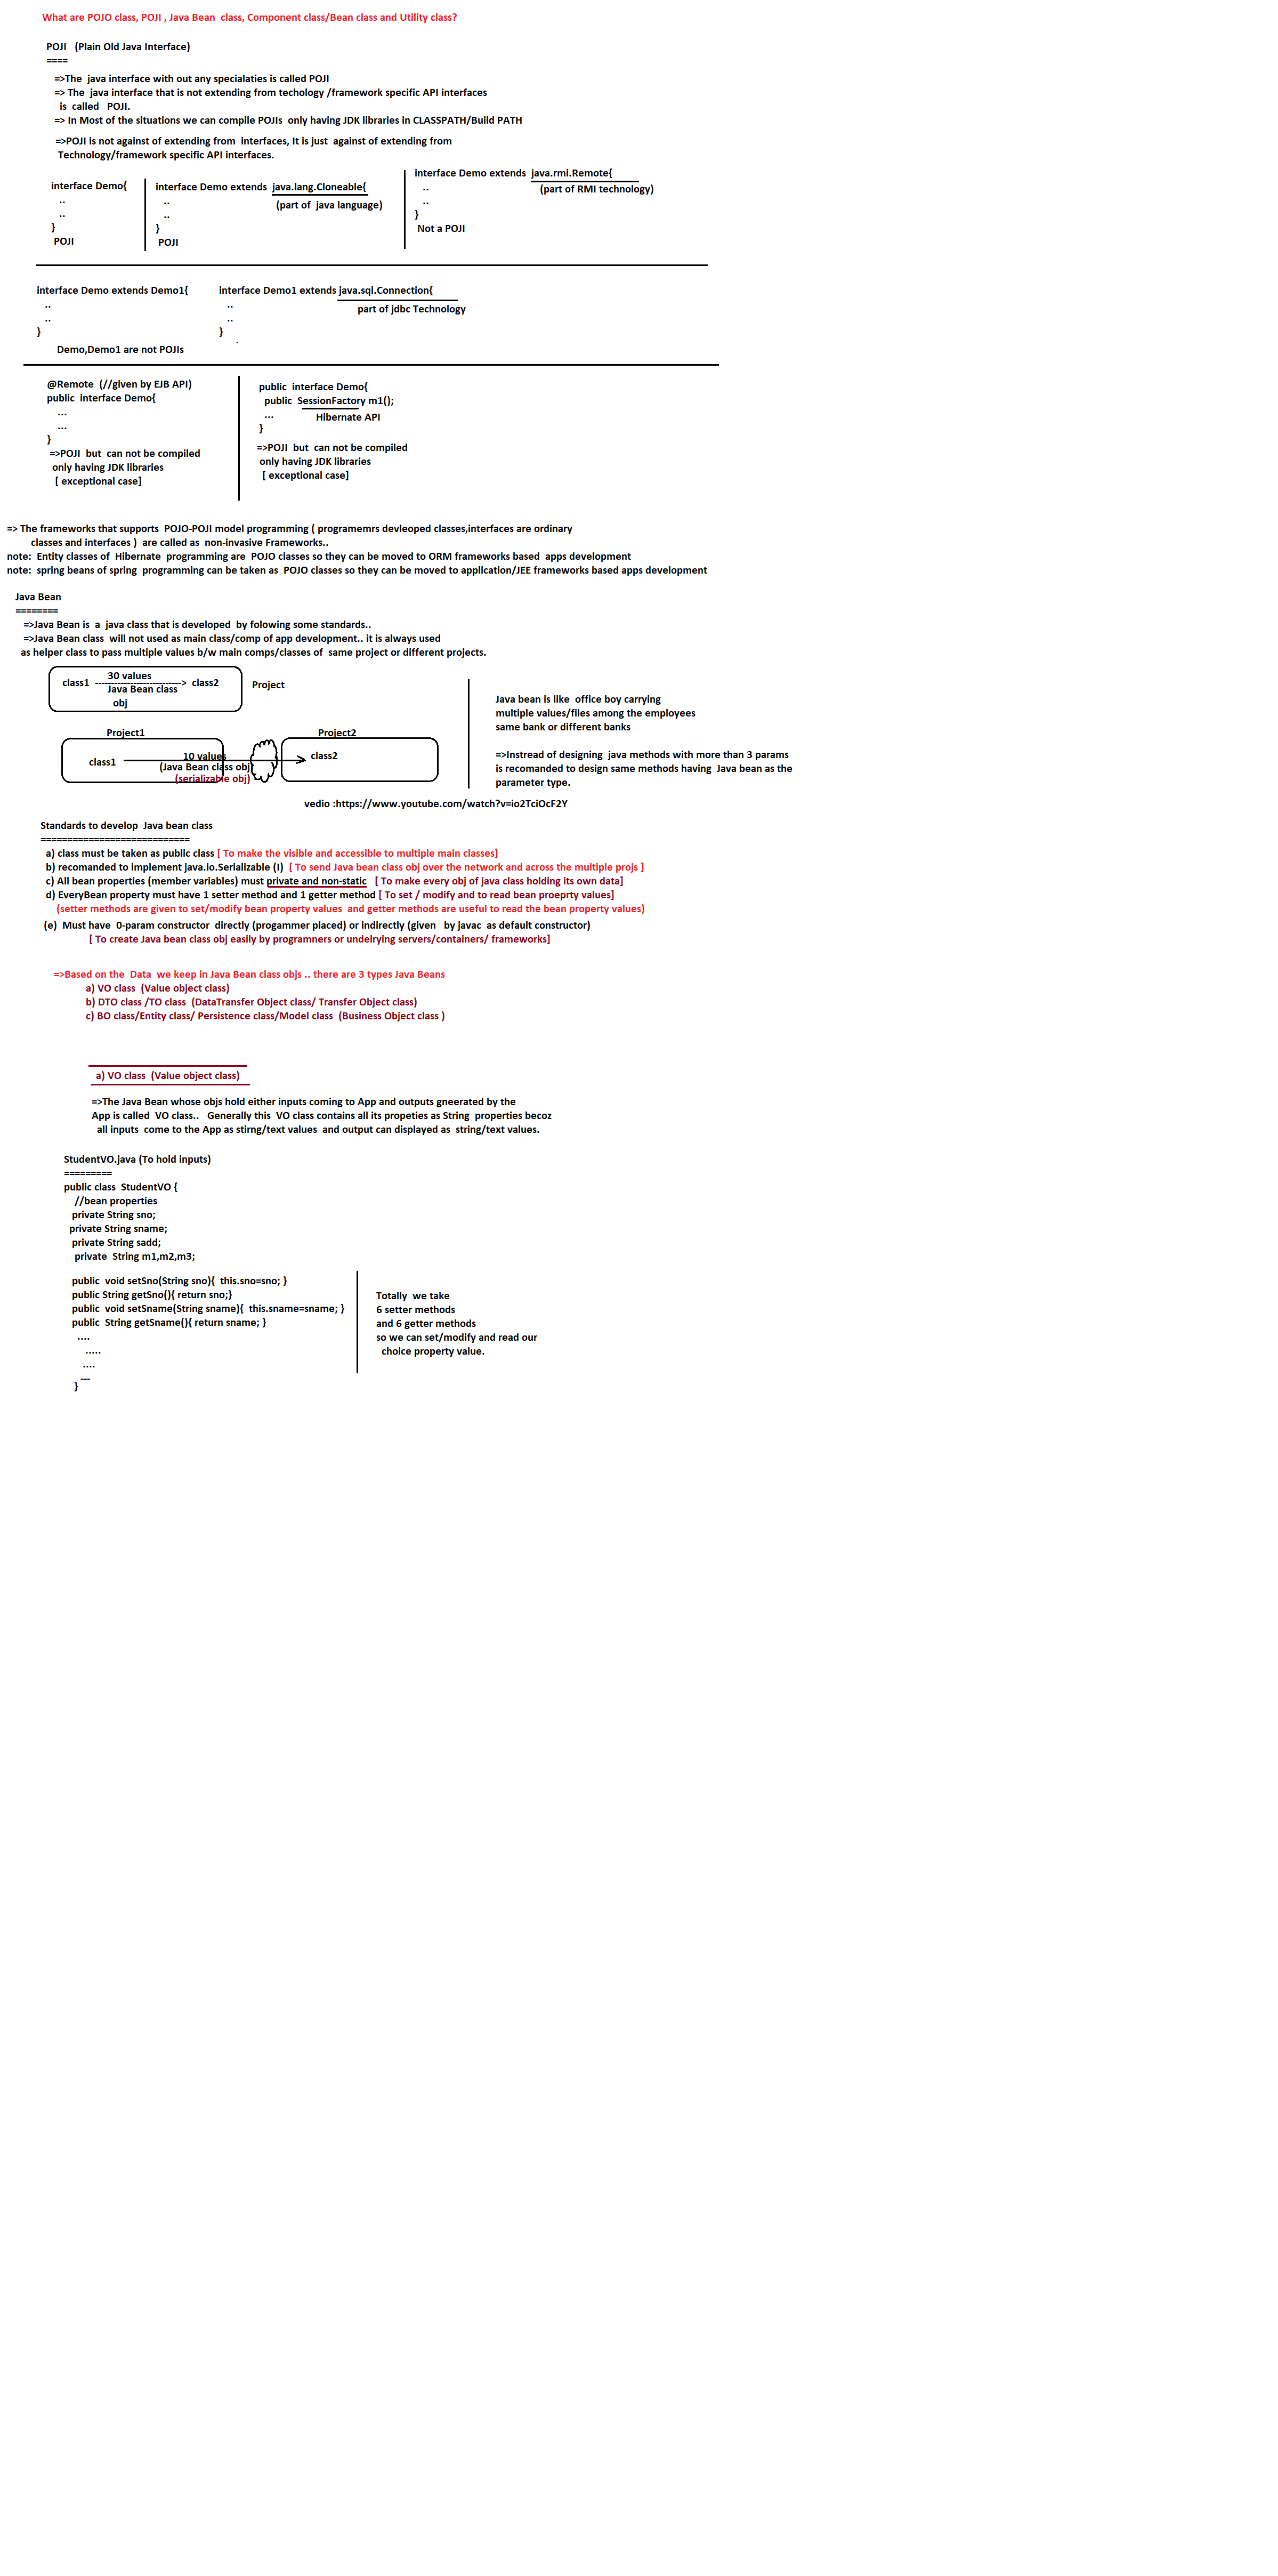 What are POJO class, POJI , Java Bean  class, Component class/Bean class and Utility class?
POJI   (Plain Old Java Interface)
====
=>The  java interface with out any specialaties is called POJI
=> The  java interface that is not extending from techology /framework specific API interfaces
is  called   POJI.
=> In Most of the situations we can compile POJIs  only having JDK libraries in CLASSPATH/Build PATH
=>POJI is not against of extending from  interfaces, It is just  against of extending from
Technology/framework specific API interfaces.
interface Demo{
..
..
}
POJI
interface Demo extends  java.lang.Cloneable{
..
(part of  java language)
..
}
POJI
interface Demo extends  java.rmi.Remote{
..
(part of RMI technology)
..
}
Not a POJI
interface Demo extends Demo1{
..
..
}
interface Demo1 extends java.sql.Connection{
..
part of jdbc Technology
..
}
Demo,Demo1 are not POJIs
@Remote  (//given by EJB API)
public  interface Demo{
...
...
}
=>POJI  but  can not be compiled
only having JDK libraries
[ exceptional case]
public  interface Demo{
public  SessionFactory m1();
...
Hibernate API
}
=>POJI  but  can not be compiled
only having JDK libraries
[ exceptional case]
=> The frameworks that supports  POJO-POJI model programming ( programemrs devleoped classes,interfaces are ordinary
classes and interfaces )  are called as  non-invasive Frameworks..
note:  Entity classes of  Hibernate  programming are  POJO classes so they can be moved to ORM frameworks based  apps development
note:  spring beans of spring  programming can be taken as  POJO classes so they can be moved to application/JEE frameworks based apps development
Java Bean
========
=>Java Bean is  a  java class that is developed  by folowing some standards..
=>Java Bean class  will not used as main class/comp of app development.. it is always used
as helper class to pass multiple values b/w main comps/classes of  same project or different projects.
30 values
class1  --------------------------->  class2
Java Bean class
obj
Project
Project1
Project2
class1
10 values
(Java Bean class obj)
(serializable obj)
class2
Java bean is like  office boy carrying
multiple values/files among the employees
same bank or different banks
=>Instread of designing  java methods with more than 3 params
is recomanded to design same methods having  Java bean as the
parameter type.
vedio :https://www.youtube.com/watch?v=io2TciOcF2Y
Standards to develop  Java bean class
============================
a) class must be taken as public class [ To make the visible and accessible to multiple main classes]
b) recomanded to implement java.io.Serializable (I)  [ To send Java bean class obj over the network and across the multiple projs ]
c) All bean properties (member variables) must private and non-static   [ To make every obj of java class holding its own data]
d) EveryBean property must have 1 setter method and 1 getter method [ To set / modify and to read bean proeprty values]
(setter methods are given to set/modify bean property values  and getter methods are useful to read the bean property values)
(e)  Must have  0-param constructor  directly (progammer placed) or indirectly (given   by javac  as default constructor)
[ To create Java bean class obj easily by programners or undelrying servers/containers/ frameworks]
=>Based on the  Data  we keep in Java Bean class objs .. there are 3 types Java Beans
a) VO class  (Value object class)
b) DTO class /TO class  (DataTransfer Object class/ Transfer Object class)
c) BO class/Entity class/ Persistence class/Model class  (Business Object class )
a) VO class  (Value object class)
=>The Java Bean whose objs hold either inputs coming to App and outputs gneerated by the
App is called  VO class..   Generally this  VO class contains all its propeties as String  properties becoz
all inputs  come to the App as stirng/text values  and output can displayed as  string/text values.
StudentVO.java (To hold inputs)
=========
public class  StudentVO {
//bean properties
private String sno;
private String sname;
private String sadd;
private  String m1,m2,m3;
public  void setSno(String sno){  this.sno=sno; }
public String getSno(){ return sno;}
public  void setSname(String sname){  this.sname=sname; }
public  String getSname(){ return sname; }
....
.....
....
---
}
Totally  we take
6 setter methods
and 6 getter methods
so we can set/modify and read our
choice property value.